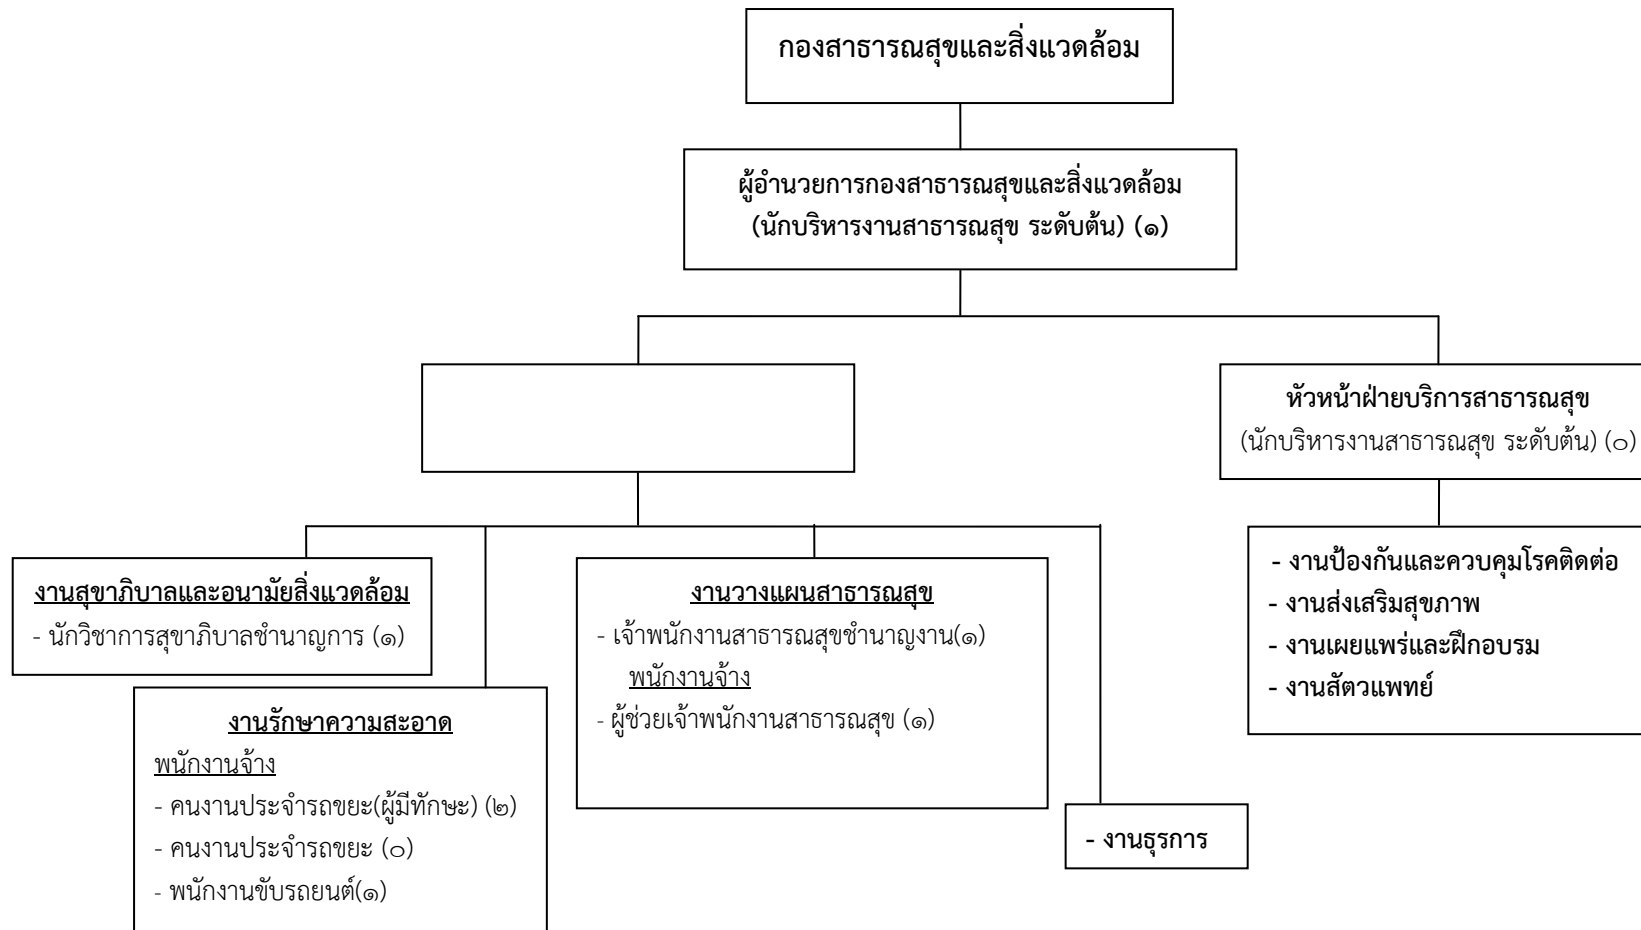 กองสาธารณสุขและสิ่งแวดล้อม
ผู้อำนวยการกองสาธารณสุขและสิ่งแวดล้อม
(นักบริหารงานสาธารณสุข ระดับต้น) (๑)
หัวหน้าฝ่ายบริการสาธารณสุข
(นักบริหารงานสาธารณสุข ระดับต้น) (๐)
งานสุขาภิบาลและอนามัยสิ่งแวดล้อม
- นักวิชาการสุขาภิบาลชำนาญการ (๑)
งานรักษาความสะอาด
พนักงานจ้าง
- คนงานประจำรถขยะ(ผู้มีทักษะ) (๒)
- คนงานประจำรถขยะ (๐)
- พนักงานขับรถยนต์(๑)
งานวางแผนสาธารณสุข
- เจ้าพนักงานสาธารณสุขชำนาญงาน(๑)
พนักงานจ้าง
- ผู้ช่วยเจ้าพนักงานสาธารณสุข (๑)
- งานธุรการ
- งานป้องกันและควบคุมโรคติดต่อ
- งานส่งเสริมสุขภาพ
- งานเผยแพร่และฝึกอบรม
- งานสัตวแพทย์